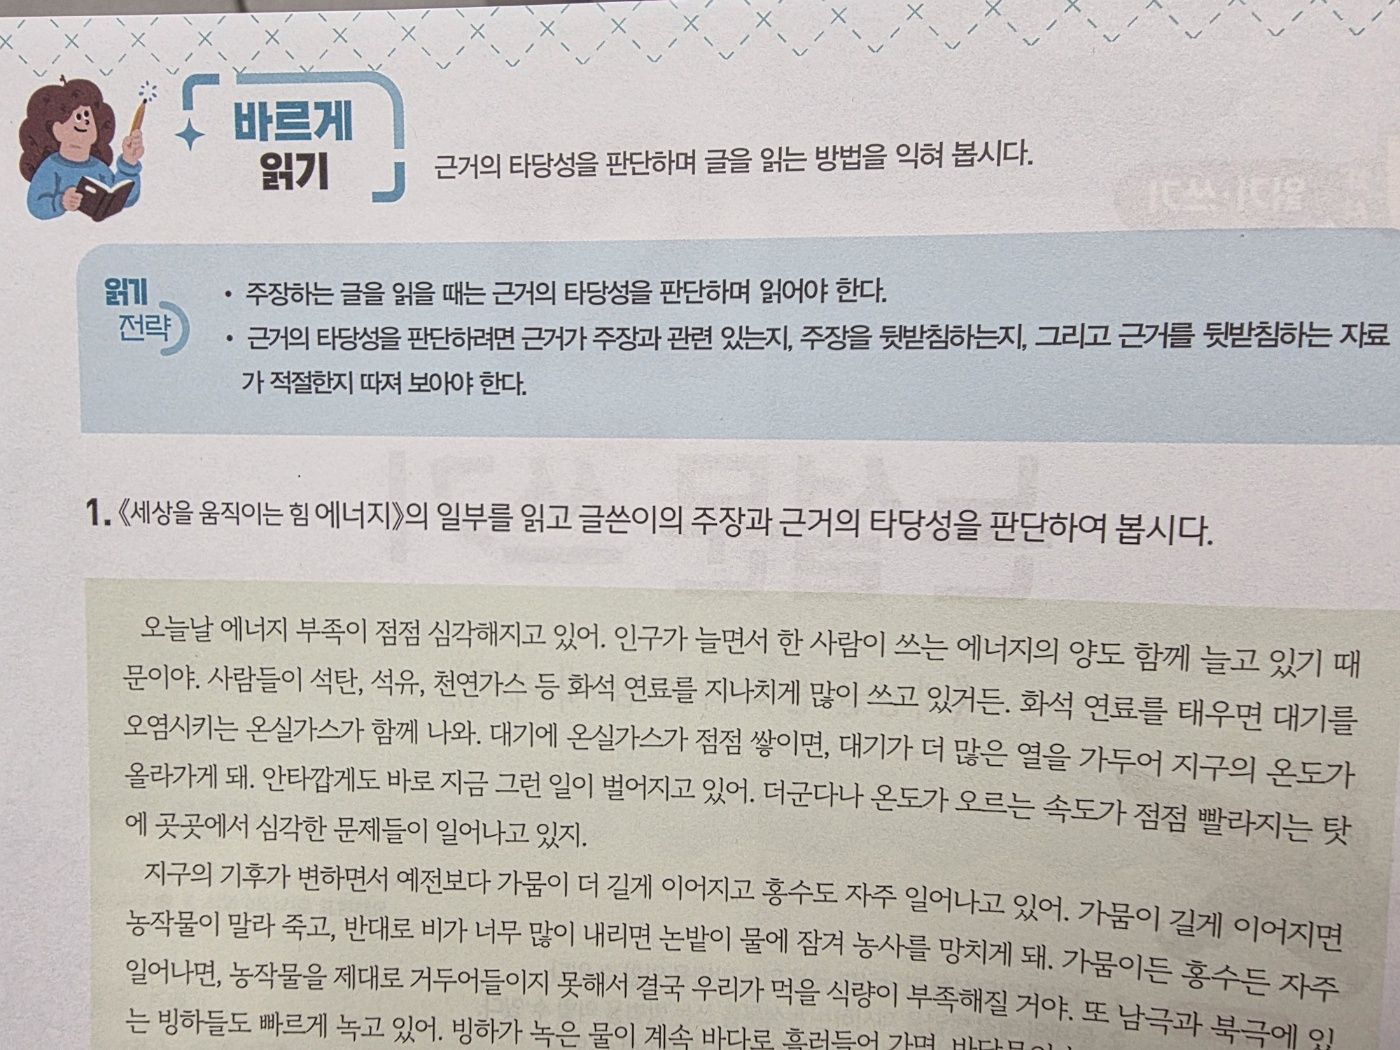 바르게
읽기
근거의 타당성을 판단하며 글을 읽는 방법을 익혀 봅시다.
읽기
전략
• 주장하는 글을 읽을 때는 근거의 타당성을 판단하며 읽어야 한다.
• 근거의 타당성을 판단하려면 근거가 주장과 관련 있는지, 주장을 뒷받침하는지, 그리고 근거를 뒷받침하는 자료
가 적절한지 따져 보아야 한다.
1. 《세상을 움직이는 힘 에너지》의 일부를 읽고 글쓴이의 주장과 근거의 타당성을 판단하여 봅시다.
오늘날 에너지 부족이 점점 심각해지고 있어. 인구가 늘면서 한 사람이 쓰는 에너지의 양도 함께 늘고 있기 때
문이야. 사람들이 석탄, 석유, 천연가스 등 화석 연료를 지나치게 많이 쓰고 있거든. 화석 연료를 태우면 대기를
오염시키는 온실가스가 함께 나와. 대기에 온실가스가 점점 쌓이면, 대기가 더 많은 열을 가두어 지구의 온도가
올라가게 돼. 안타깝게도 바로 지금 그런 일이 벌어지고 있어. 더군다나 온도가 오르는 속도가 점점 빨라지는 탓
에 곳곳에서 심각한 문제들이 일어나고 있지.
지구의 기후가 변하면서 예전보다 가뭄이 더 길게 이어지고 홍수도 자주 일어나고 있어. 가뭄이 길게 이어지면
농작물이 말라 죽고, 반대로 비가 너무 많이 내리면 논밭이 물에 잠겨 농사를 망치게 돼. 가뭄이든 홍수든 자주
일어나면, 농작물을 제대로 거두어들이지 못해서 결국 우리가 먹을 식량이 부족해질 거야. 또 남극과 북극에 있
는 빙하들도 빠르게 녹고 있어. 빙하가 녹은 물이 계속 바다로 흘러들어 가면,